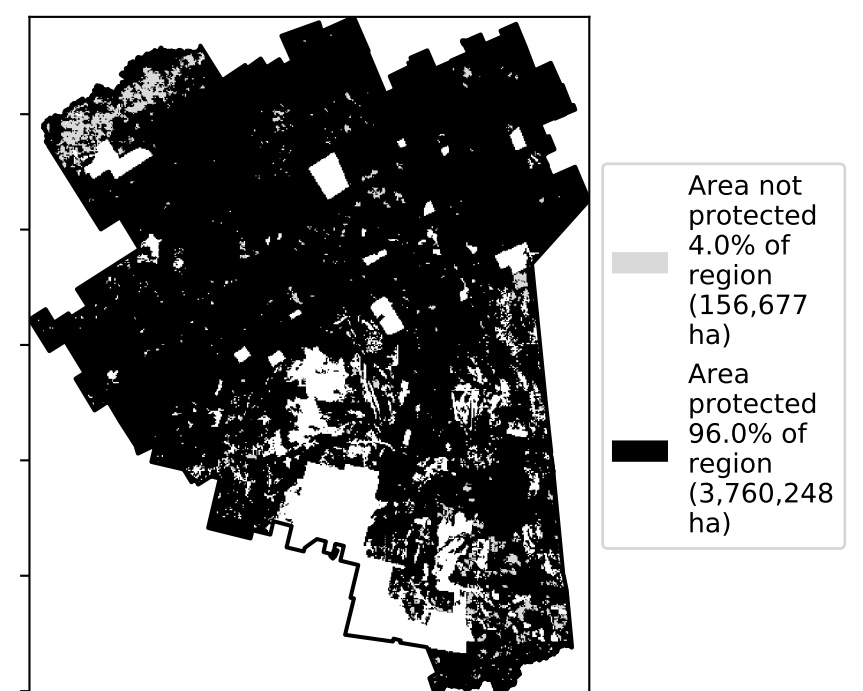 Area not
protected
4.0% of
region
(156,677
ha)
Area
protected
96.0% of
region
(3,760,248
ha)